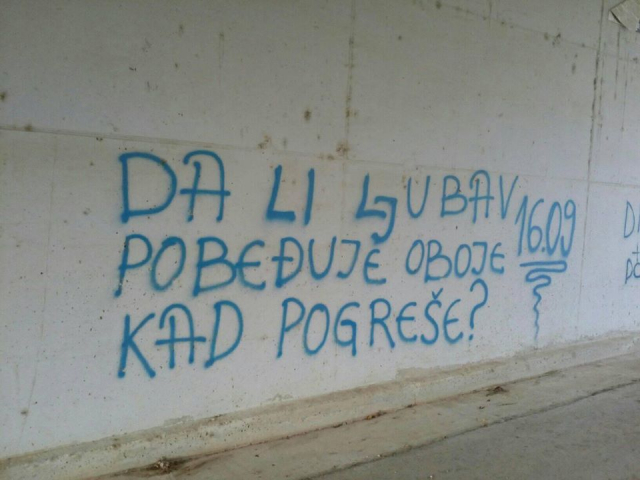 DA LI LJUBAV
POBEĐUJE OBOJE
KAD POGREŠE?
16.09